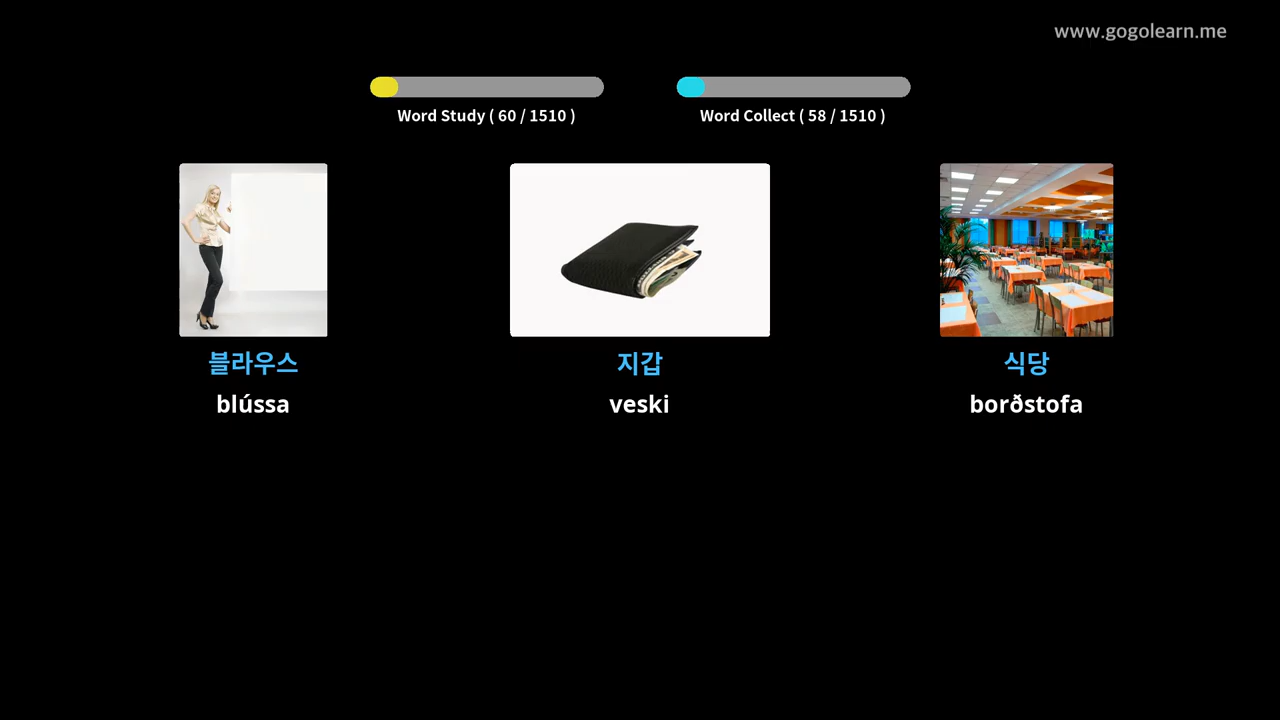 www.gogolearn.me
Word Study ( 60 / 1510 )
Word Collect ( 58 / 1510 )
블라우스
blússa
지갑
veski
식당
borðstofa